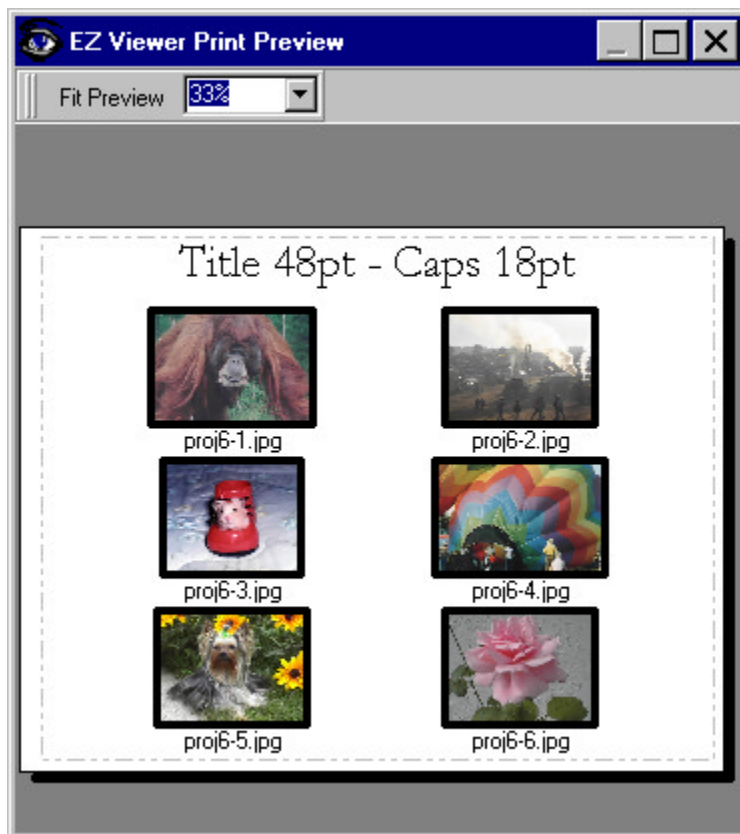 EZ Viewer Print Preview
Fit Preview 33%
Title 48pt - Caps 18pt
proj6-1.jpg proj6-2.jpg
proj6-3.jpg proj6-4.jpg
proj6-5.jpg proj6-6.jpg